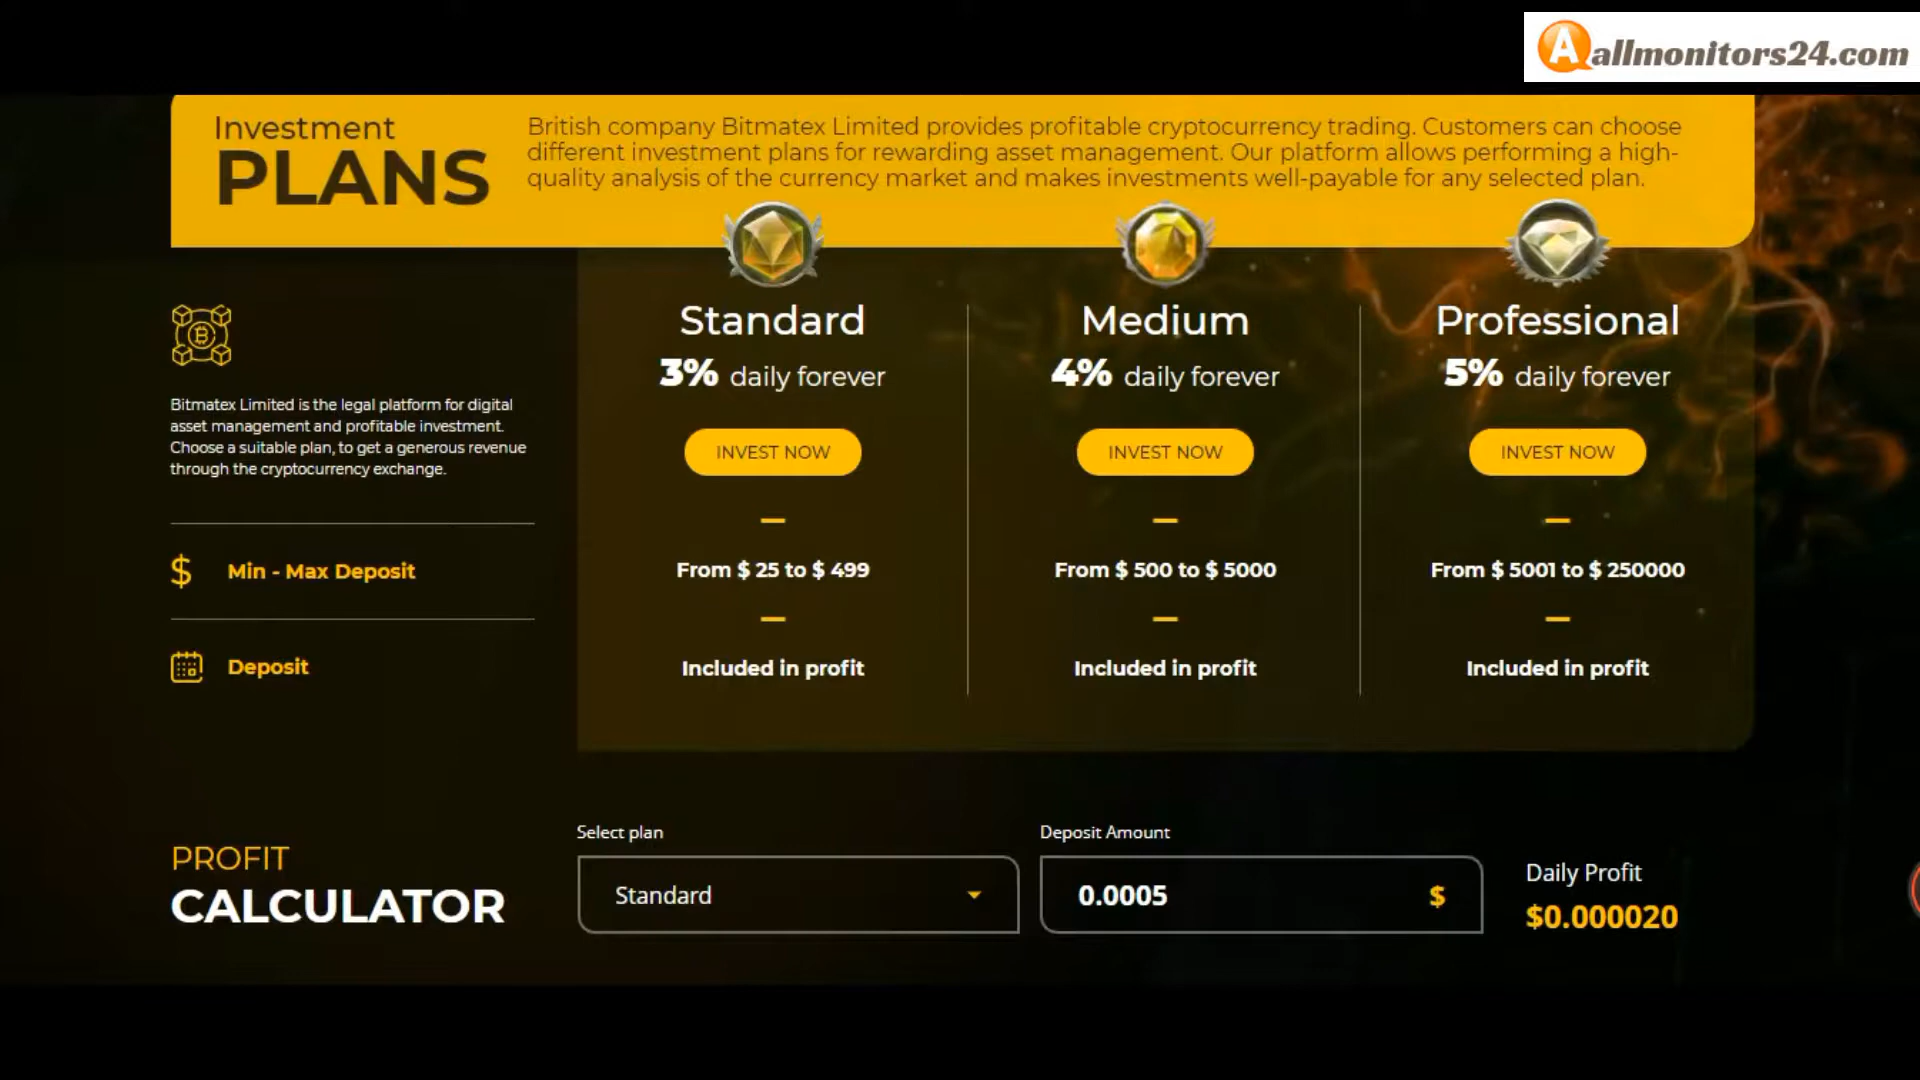 A allmonitors24.com
Investment
PLANS
British company Bitmatex Limited provides profitable cryptocurrency trading. Customers can choose
different investment plans for rewarding asset management. Our platform allows performing a high-
quality analysis of the currency market and makes investments well-payable for any selected plan.
Bitmatex Limited is the legal platform for digital
asset management and profitable investment.
Choose a suitable plan, to get a generous revenue
through the cryptocurrency exchange.
$ Min - Max Deposit
Deposit
Standard
3% daily forever
INVEST NOW
From $ 25 to $ 499
Included in profit
Medium
4% daily forever
INVEST NOW
From $ 500 to $ 5000
Included in profit
Professional
5% daily forever
INVEST NOW
From $ 5001 to $ 250000
Included in profit
PROFIT
CALCULATOR
Select plan
Standard
Deposit Amount
0.0005 $
Daily Profit
$0.000020